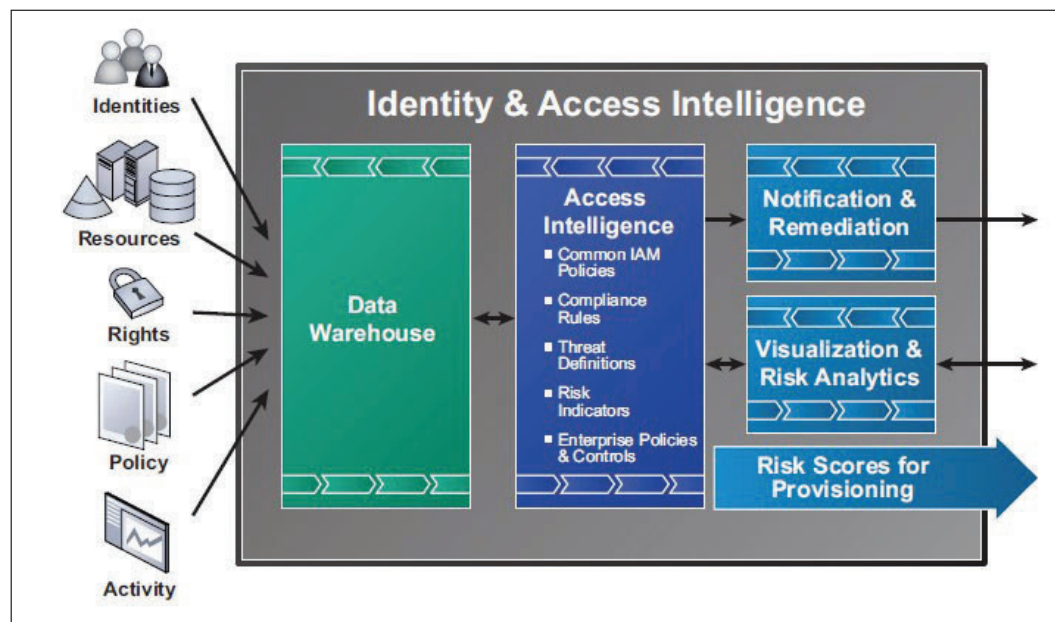 Identities
Resources
Rights
Policy
Activity
Identity & Access Intelligence
Data
Warehouse
Access
Intelligence
▪ Common IAM
Policies
▪ Compliance
Rules
▪ Threat
Definitions
▪ Risk
Indicators
▪ Enterprise Policies
& Controls
Notification &
Remediation
Visualization &
Risk Analytics
Risk Scores for
Provisioning